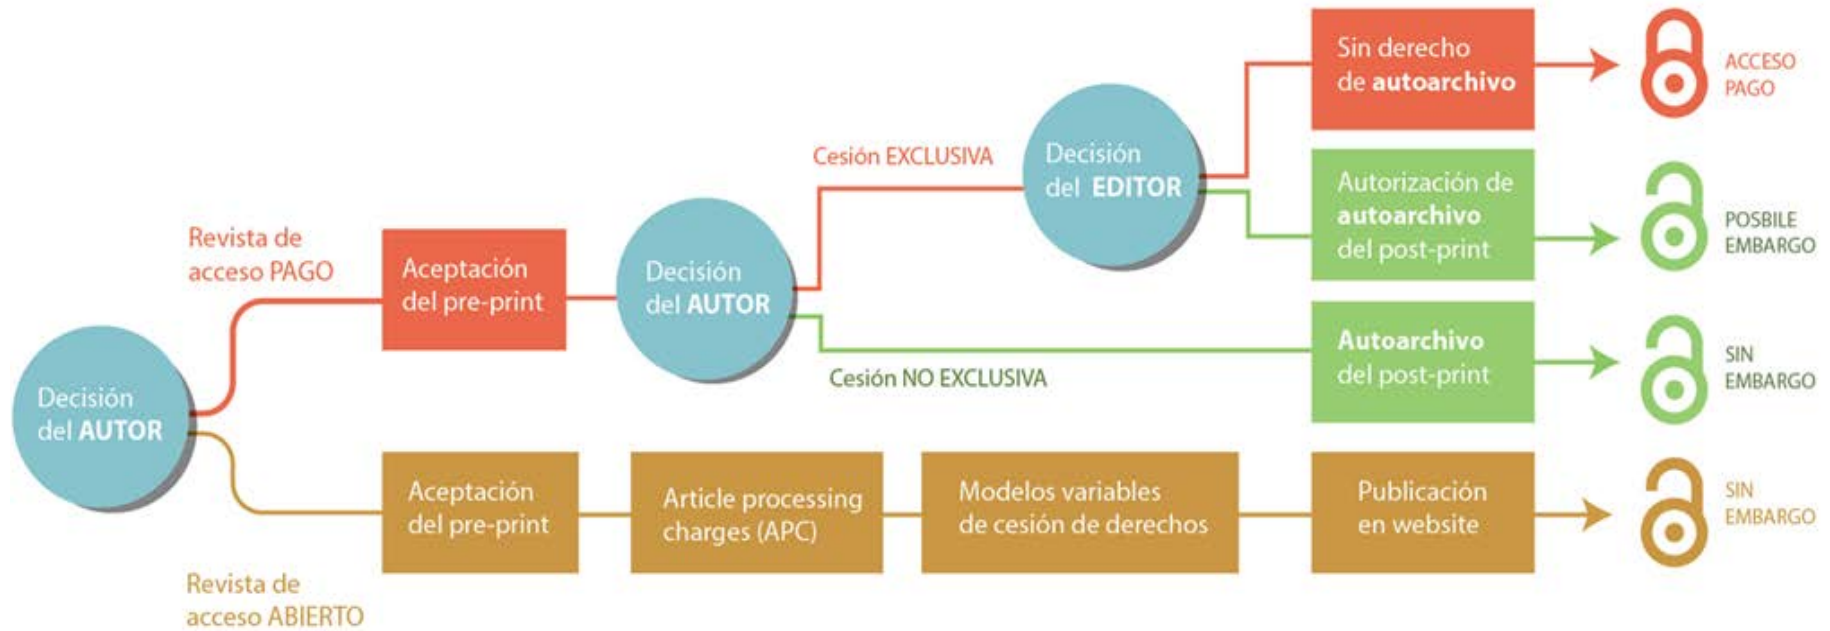 Decisión
del AUTOR
Revista de
acceso PAGO
Aceptación
del pre-print
Decisión
del AUTOR
Cesión EXCLUSIVA
Decisión
del EDITOR
Sin derecho
de autoarchivo
ACCESO
PAGO
Autorización de
autoarchivo
del post-print
POSBILE
EMBARGO
Cesión NO EXCLUSIVA
Autoarchivo
del post-print
SIN
EMBARGO
Revista de
acceso ABIERTO
Aceptación
del pre-print
Article processing
charges (APC)
Modelos variables
de cesión de derechos
Publicación
en website
SIN
EMBARGO